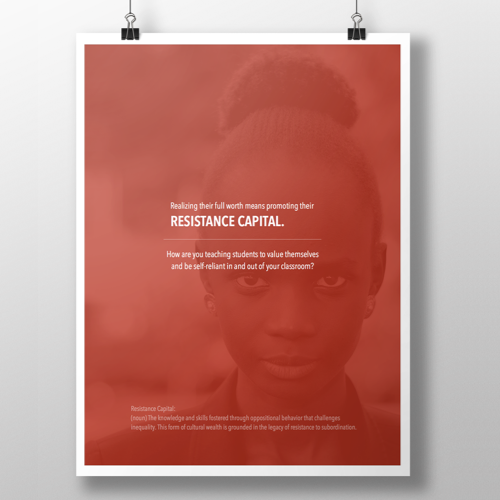 Realizing their full worth means promoting their
RESISTANCE CAPITAL.
How are you teaching students to value themselves
and be self-reliant in and out of your classroom?
Resistance Capital:
(noun) The knowledge and skills fostered through oppositional behavior that challenges
inequality. This form of cultural wealth is grounded in the legacy of resistance to subordination.